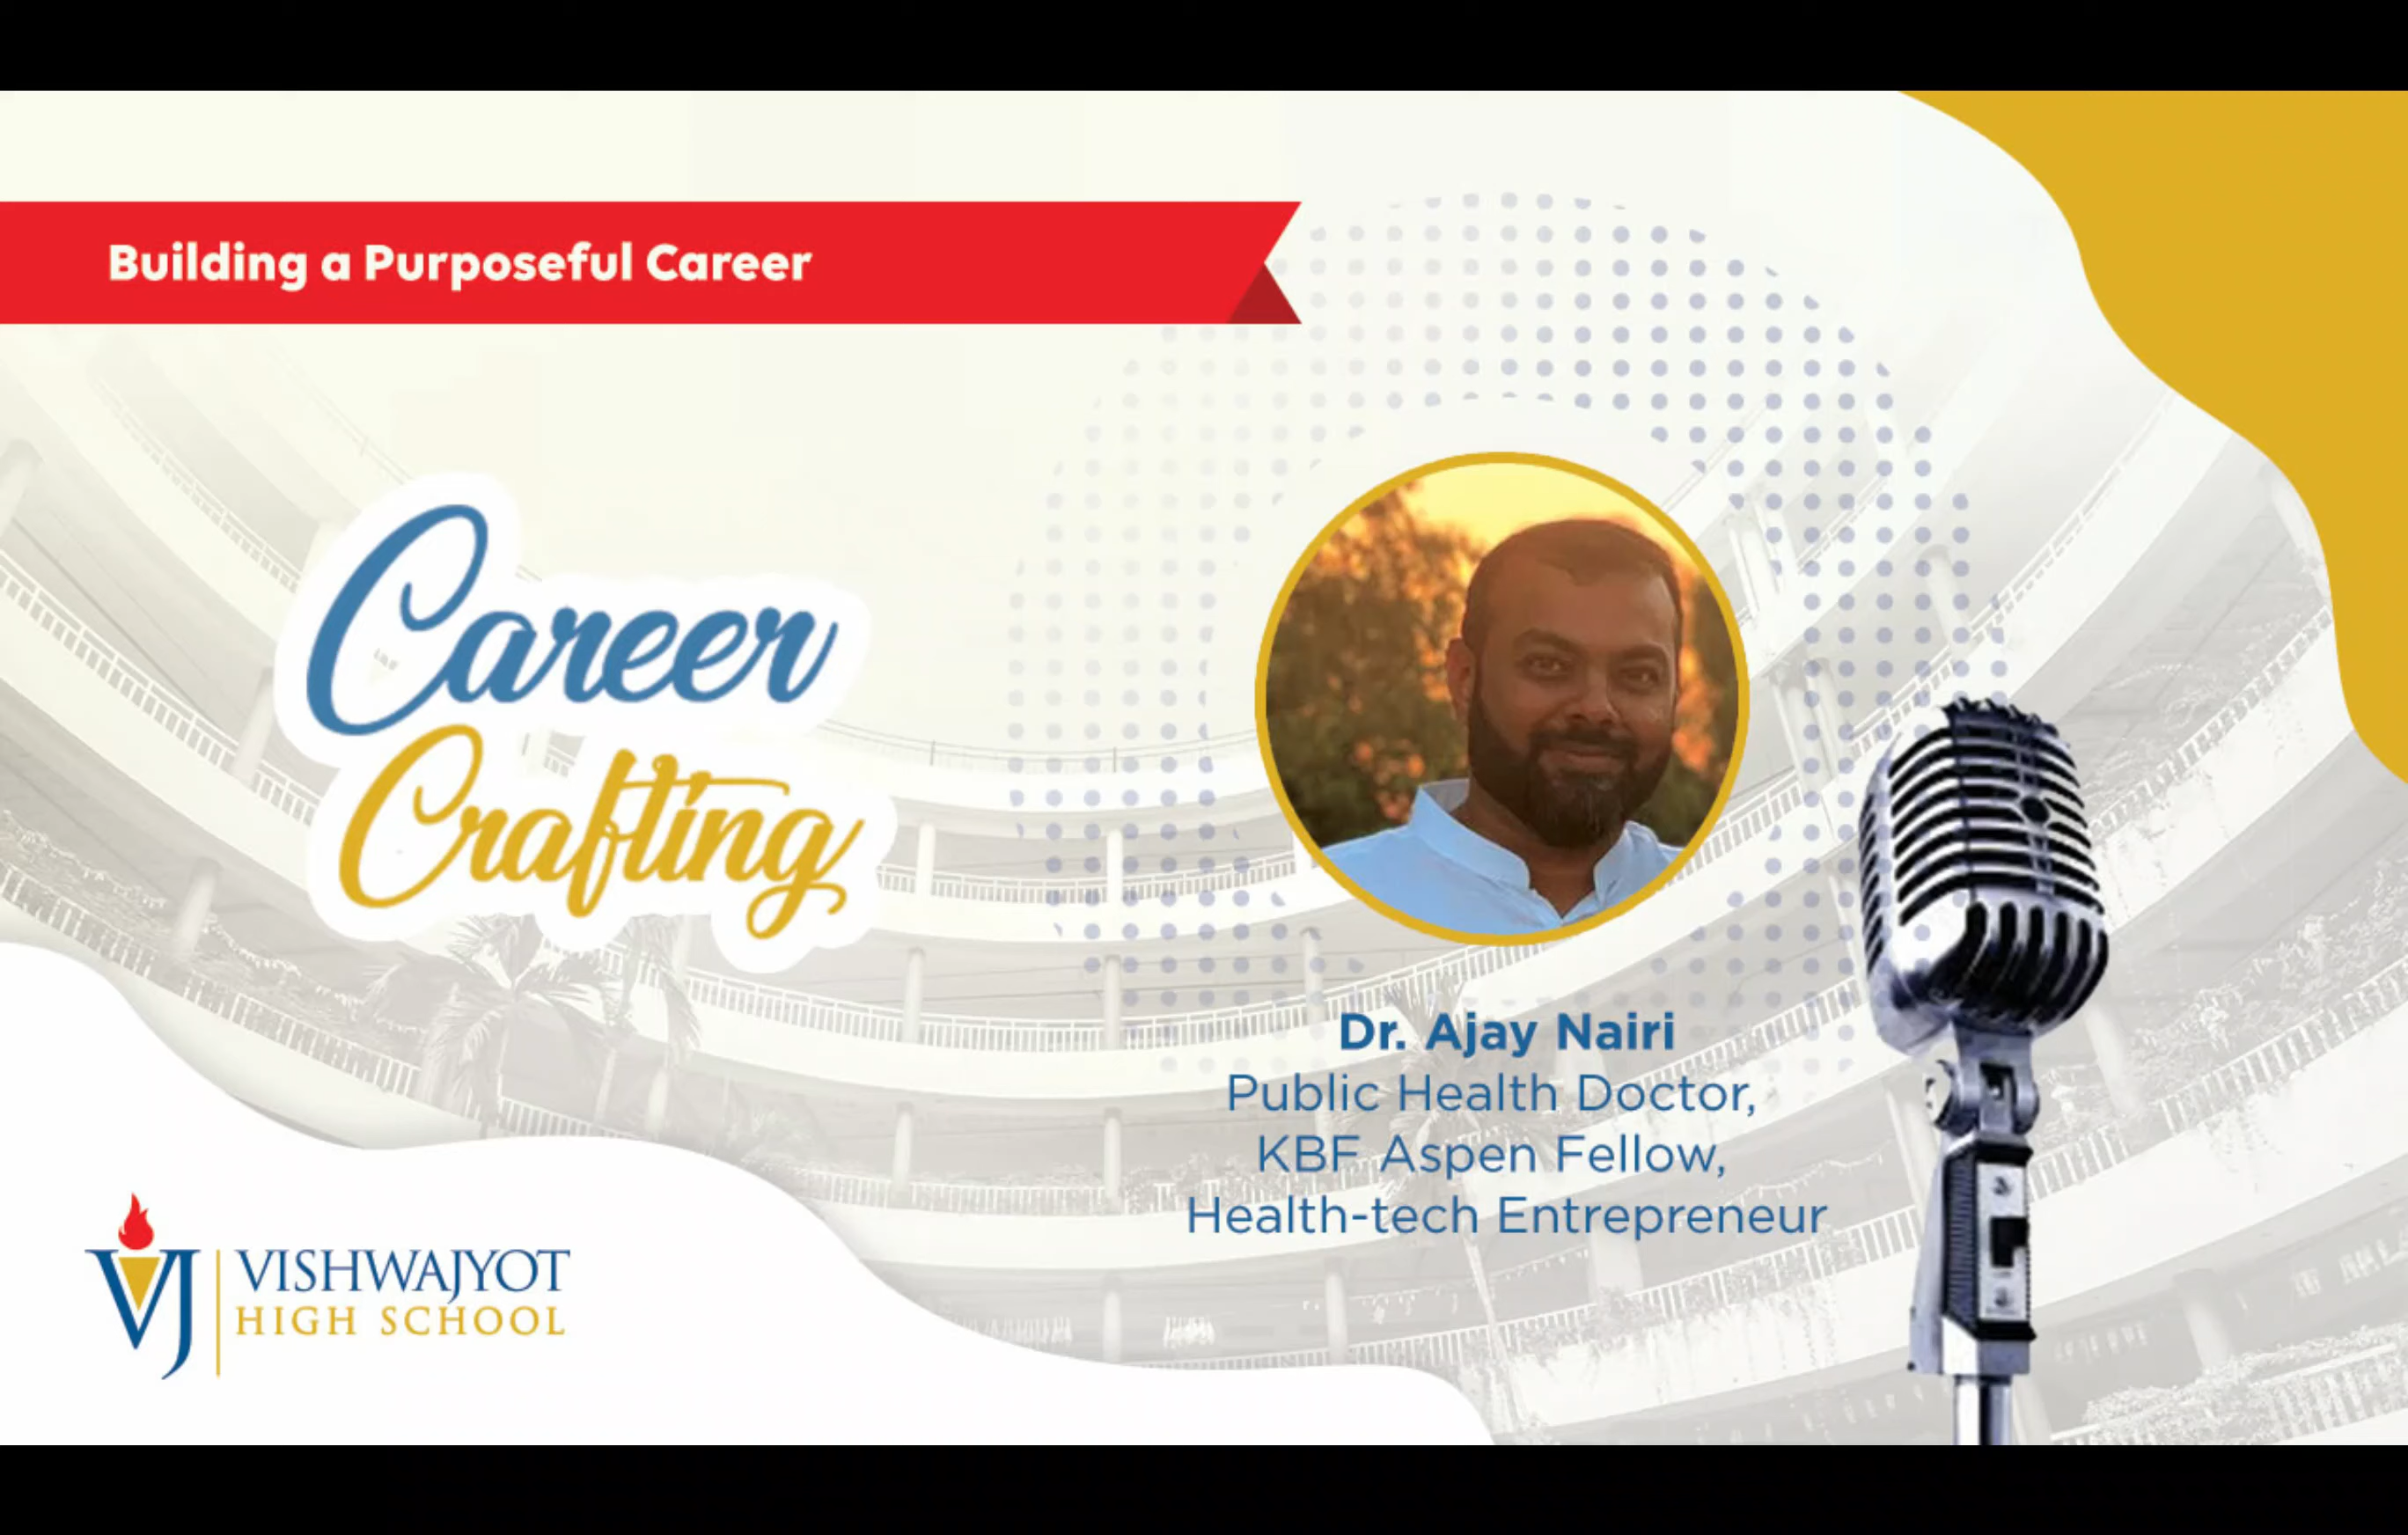 Building a Purposeful Career
Career
Crafting
Dr. Ajay Nairi
Public Health Doctor,
KBF Aspen Fellow,
Health-tech Entrepreneur
VJ
VISHWAJYOT
HIGH SCHOOL